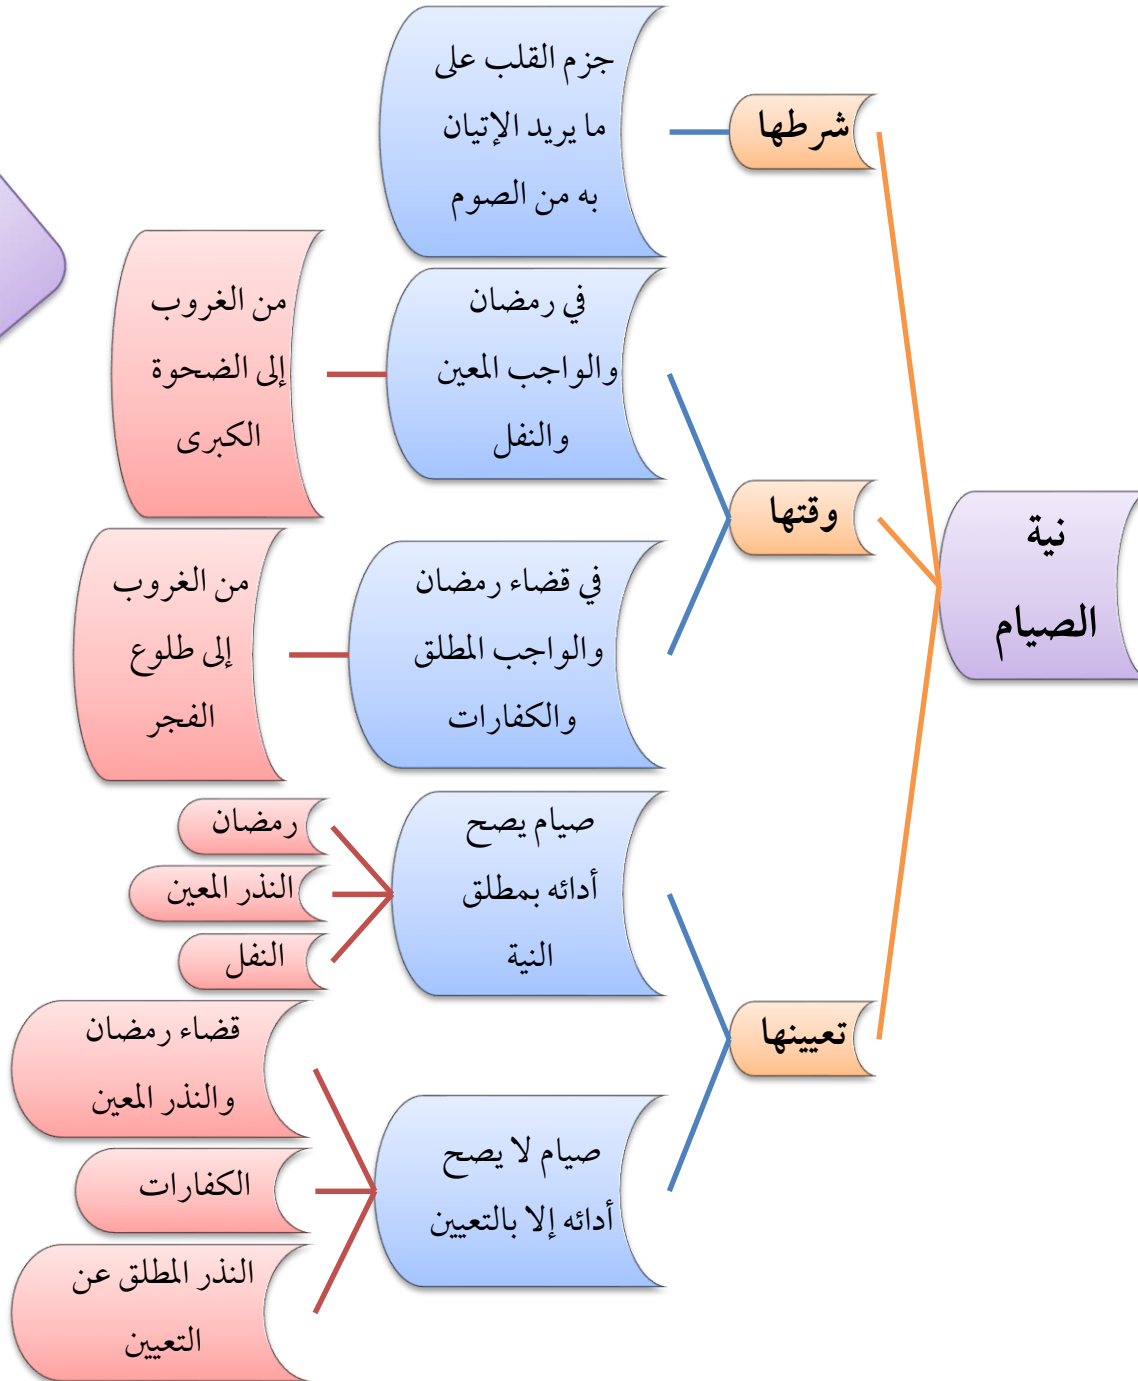 نية
الصيام
شرطها
جزم القلب على
ما يريد الإتيان
به من الصوم
وقتها
في رمضان
والواجب المعين
والنفل
من الغروب
إلى الضحوة
الكبرى
في قضاء رمضان
والواجب المطلق
والكفارات
من الغروب
إلى طلوع
الفجر
تعيينها
صيام يصح
أدائه بمطلق
النية
رمضان
النذر المعين
النفل
صيام لا يصح
أدائه إلا بالتعيين
قضاء رمضان
والنذر المعين
الكفارات
النذر المطلق عن
التعيين